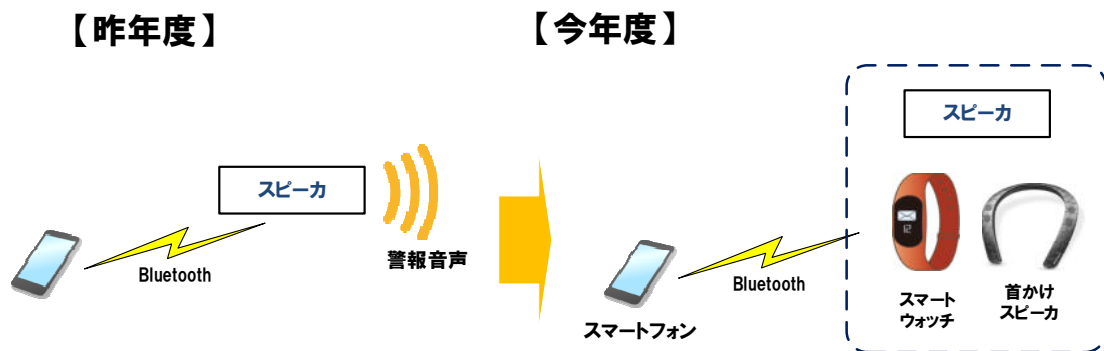 【昨年度】
スピーカ
警報音声
Bluetooth
【今年度】
スマートフォン
Bluetooth
スピーカ
12
スマート
ウォッチ
首かけ
スピーカ